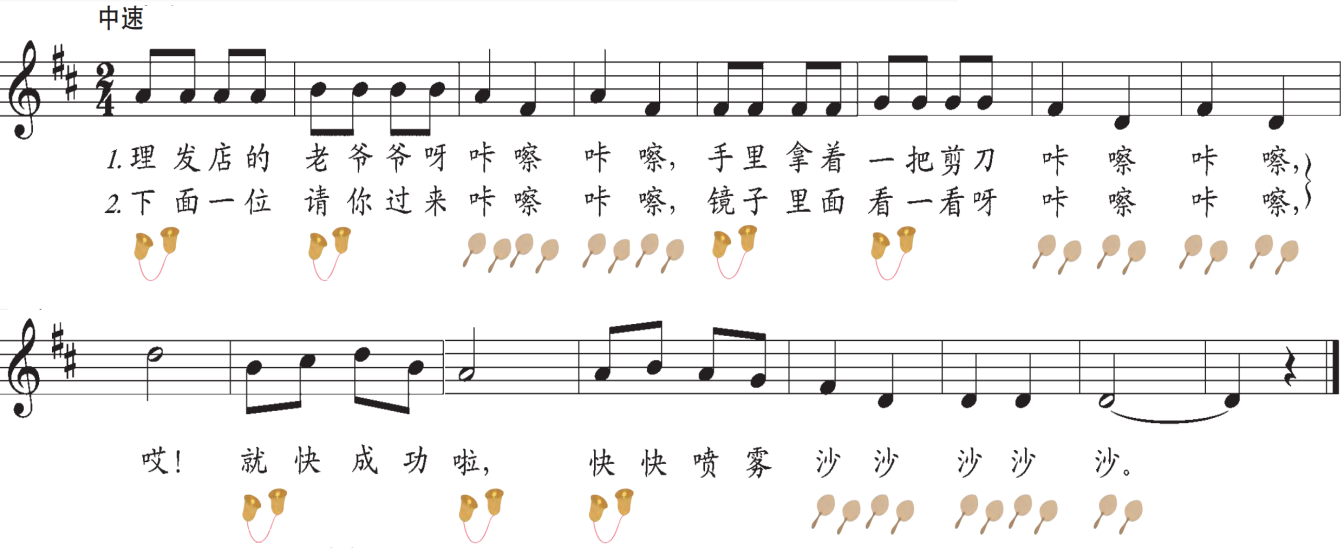 中速
2
4
1. 理 发 店 的 老 爷 爷 呀 咔 嚓 咔 嚓, 手 里 拿 着 一 把 剪 刀 咔 嚓 咔 嚓,
2. 下 面 一 位 请 你 过 来 咔 嚓 咔 嚓, 镜 子 里 面 看 一 看 呀 咔 嚓 咔 嚓,
哎! 就 快 成 功 啦, 快 快 喷 雾 沙 沙 沙 沙 沙。